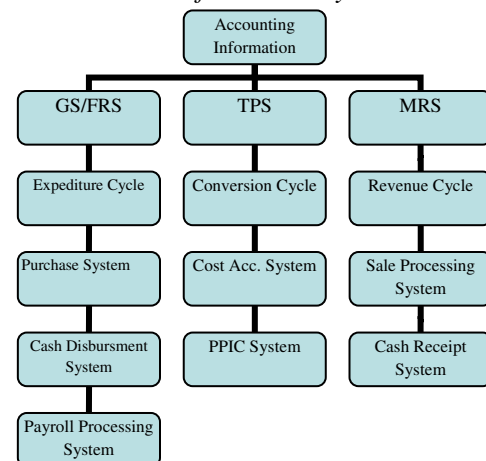 Accounting
Information
GS/FRS
TPS
MRS
Expediture Cycle
Conversion Cycle
Revenue Cycle
Purchase System
Cost Acc. System
Sale Processing
System
Cash Disbursment
System
PPIC System
Cash Receipt
System
Payroll Processing
System